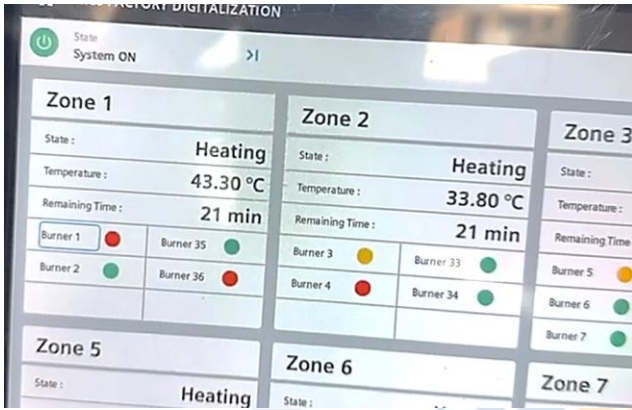 FACTORY DIGITALIZATION
State
System ON
Zone 1
State :
Heating
Temperature :
43.30 °C
Remaining Time :
21 min
Burner 1
Burner 35
Burner 2
Burner 36
Zone 2
State :
Heating
Temperature :
33.80 °C
Remaining Time :
21 min
Burner 3
Burner 33
Burner 4
Burner 34
Zone 3
State :
Temperature :
Remaining Time
Burner 5
Burner 6
Burner 7
Zone 5
State :
Heating
Zone 6
State :
Zone 7